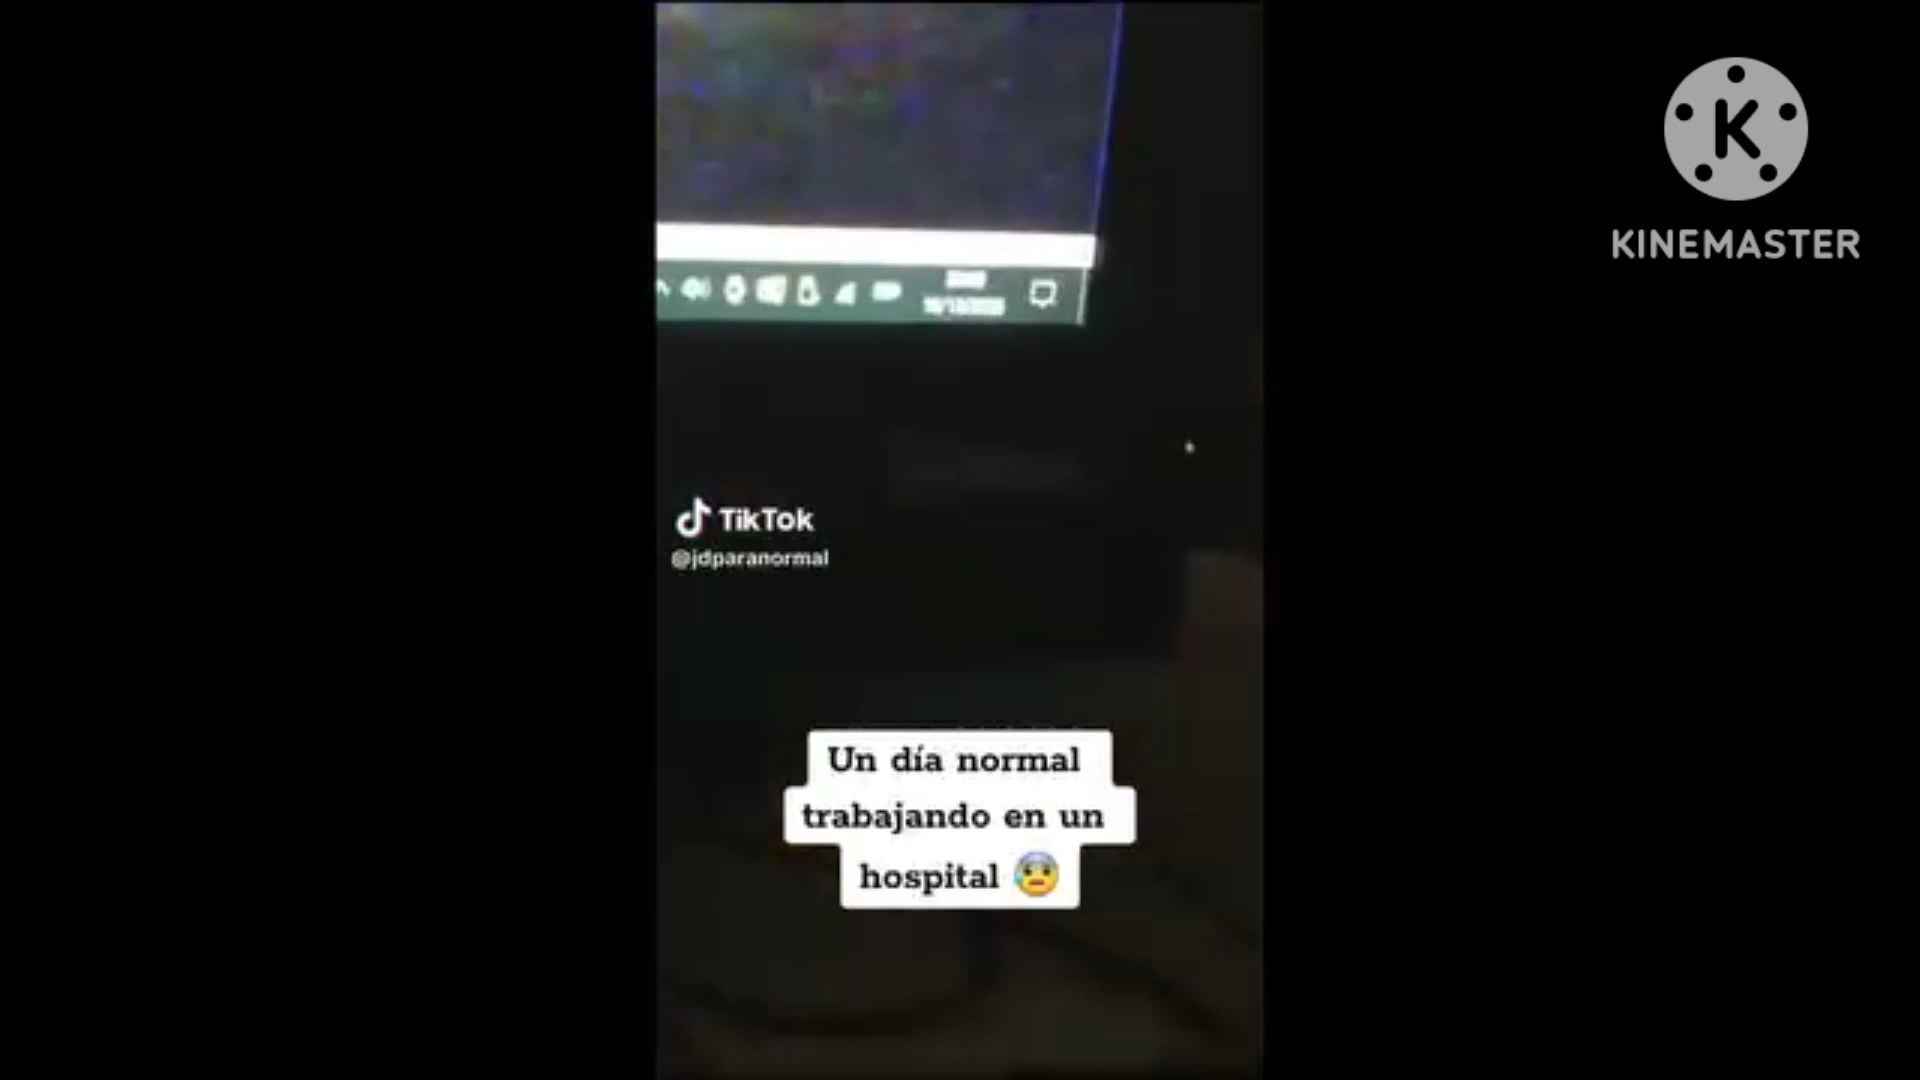 K
KINEMASTER
TikTok
@jdparanormal
Un día normal
trabajando en un
hospital 😰